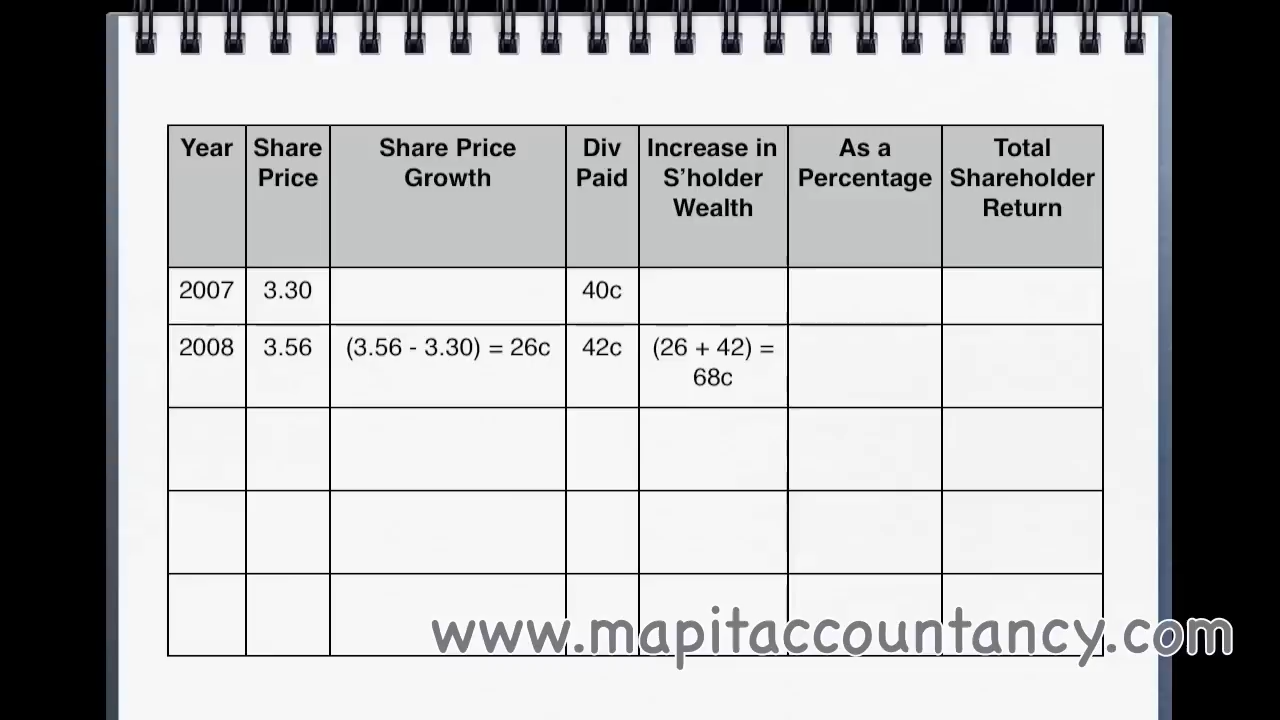 Year Share Price Share Price Growth Div Paid Increase in S'holder Wealth As a Percentage Total Shareholder Return
2007 3.30 40c
2008 3.56 (3.56 - 3.30) = 26c 42c (26 + 42) = 68c
www.mapitaccountancy.com